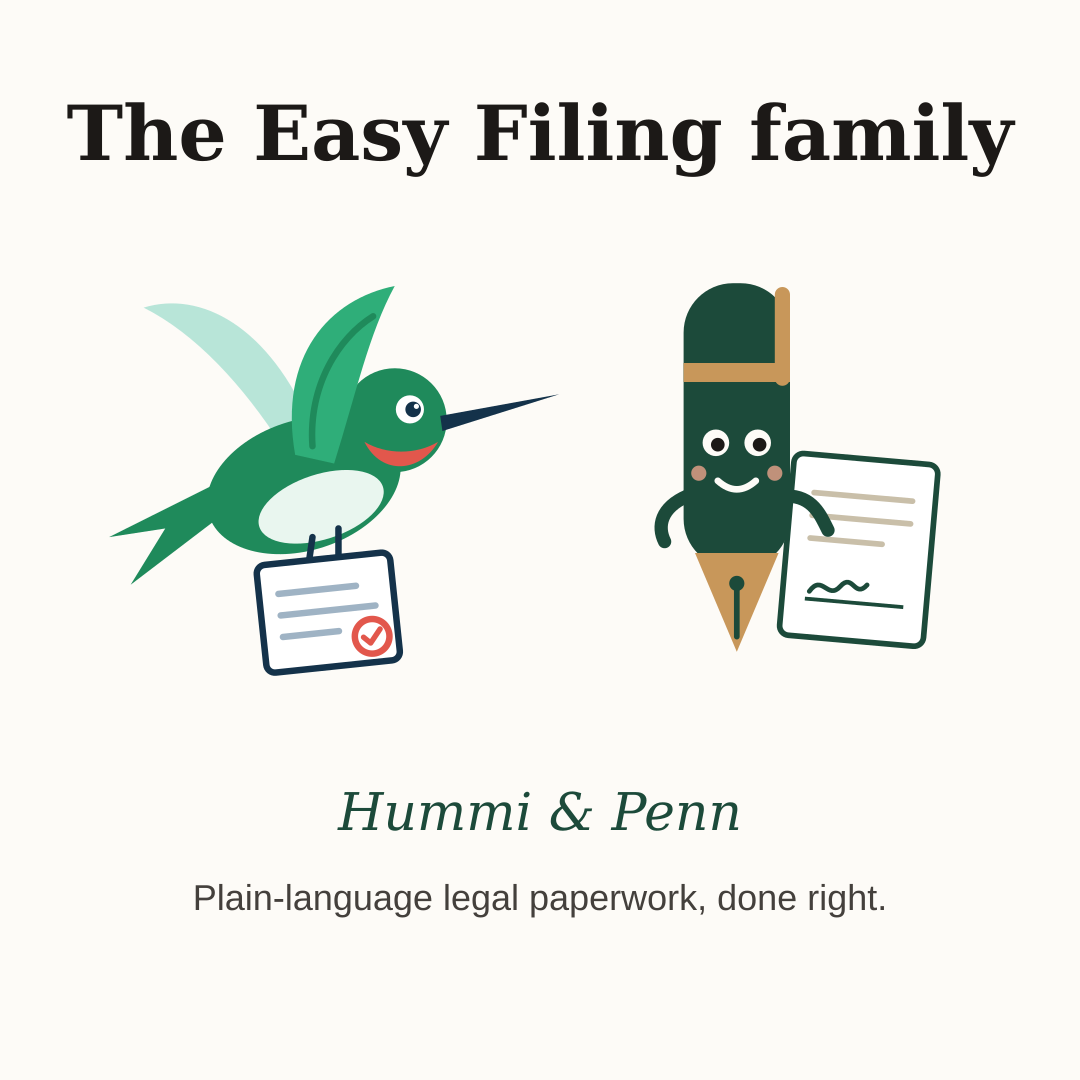 The Easy Filing family
Hummi & Penn
Plain-language legal paperwork, done right.